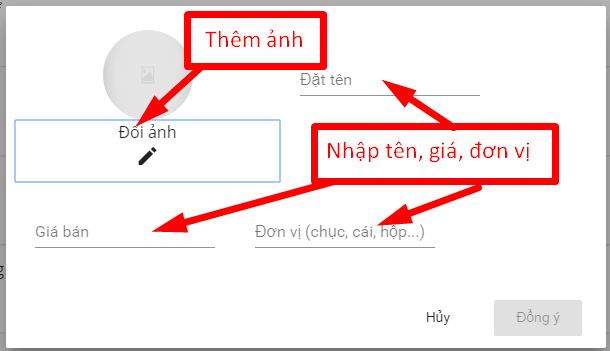 Thêm ảnh
Đặt tên
Đổi ảnh
Nhập tên, giá, đơn vị
Giá bán
Đơn vị (chục, cái, hộp...)
Hủy
Đồng ý